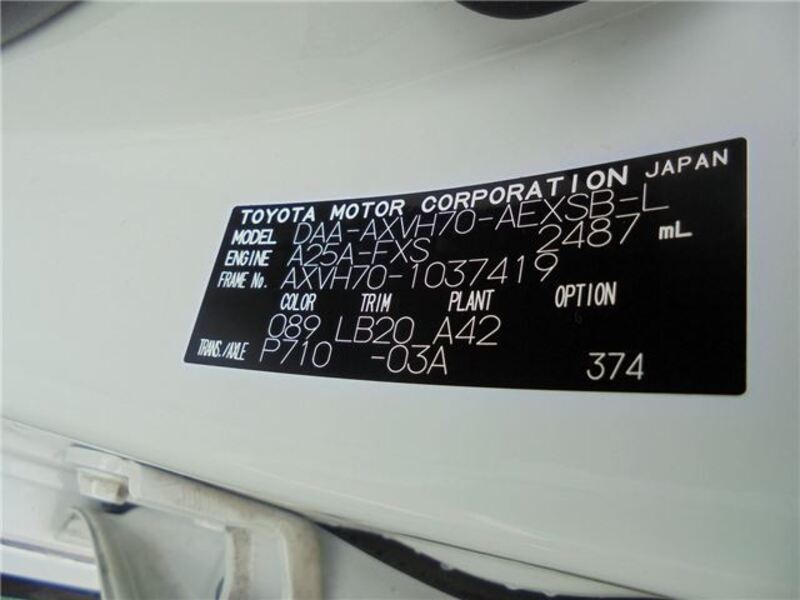 TOYOTA MOTOR CORPORATION JAPAN
MODEL DAA-AXVH70-AEXSB-L
ENGINE A25A-FXS 2487 mL
FRAME No. AXVH70-1037419
COLOR TRIM PLANT OPTION
089 LB20 A42
TRANS./AXLE P710 -03A 374